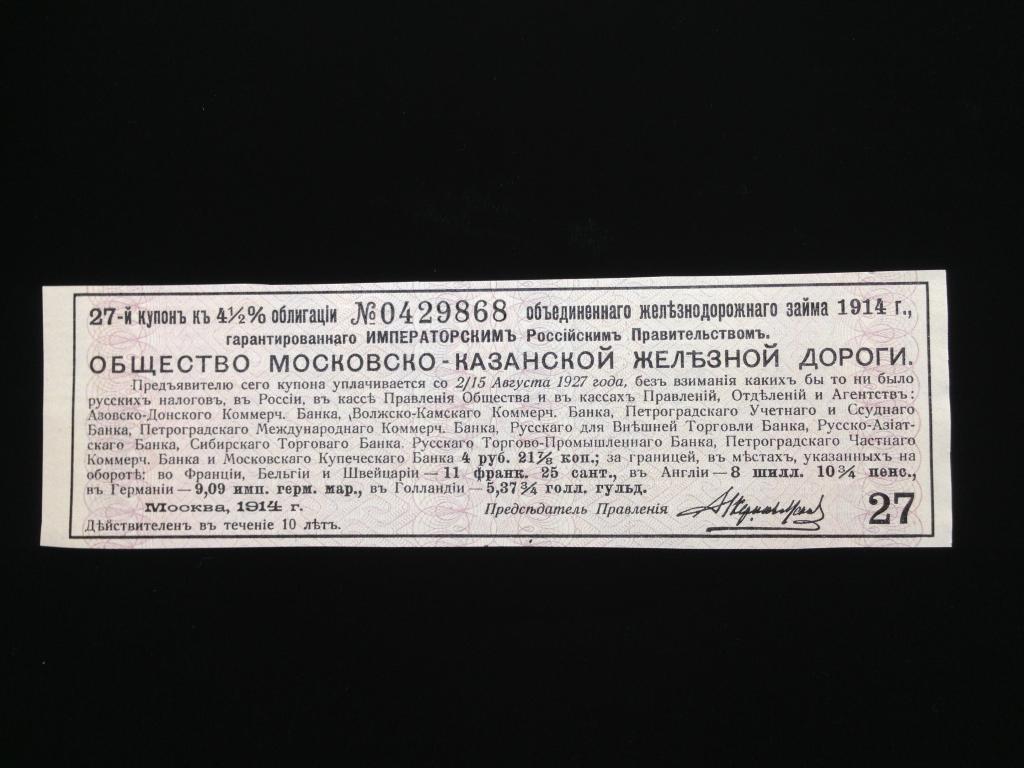 27-й купонъ къ 4½% облигаціи №0429868 объединеннаго желѣзнодорожнаго займа 1914 г.,
гарантированнаго ИМПЕРАТОРСКИМЪ Россійскимъ Правительствомъ.
ОБЩЕСТВО МОСКОВСКО-КАЗАНСКОЙ ЖЕЛѢЗНОЙ ДОРОГИ.
Предъявителю сего купона уплачивается со 2/15 Августа 1927 года, безъ взиманія какихъ бы то ни было
русскихъ налоговъ, въ Россіи, въ кассѣ Правленія Общества и въ кассахъ Правленій, Отдѣленій и Агентствъ:
Азовско-Донского Коммерч. Банка, Волжско-Камскаго Коммерч. Банка, Петроградскаго Учетнаго и Ссуднаго
Банка, Петроградскаго Международнаго Коммерч. Банка, Русскаго для Внѣшней Торговли Банка, Русско-Азіат-
скаго Банка, Сибирскаго Торговаго Банка. Русскаго Торгово-Промышленнаго Банка, Петроградскаго Частнаго
Коммерч. Банка и Московскаго Купеческаго Банка 4 руб. 21⅞ коп.; за границей, въ мѣстахъ, указанныхъ на
оборотѣ: во Франціи, Бельгіи и Швейцаріи—11 франк. 25 сант., въ Англіи—8 шилл. 10¾ пенс.,
въ Германіи—9,09 имп. герм. мар., въ Голландіи—5,37¾ голл. гульд.
Москва, 1914 г. Предсѣдатель Правленія 27
Дѣйствителенъ въ теченіе 10 лѣтъ.